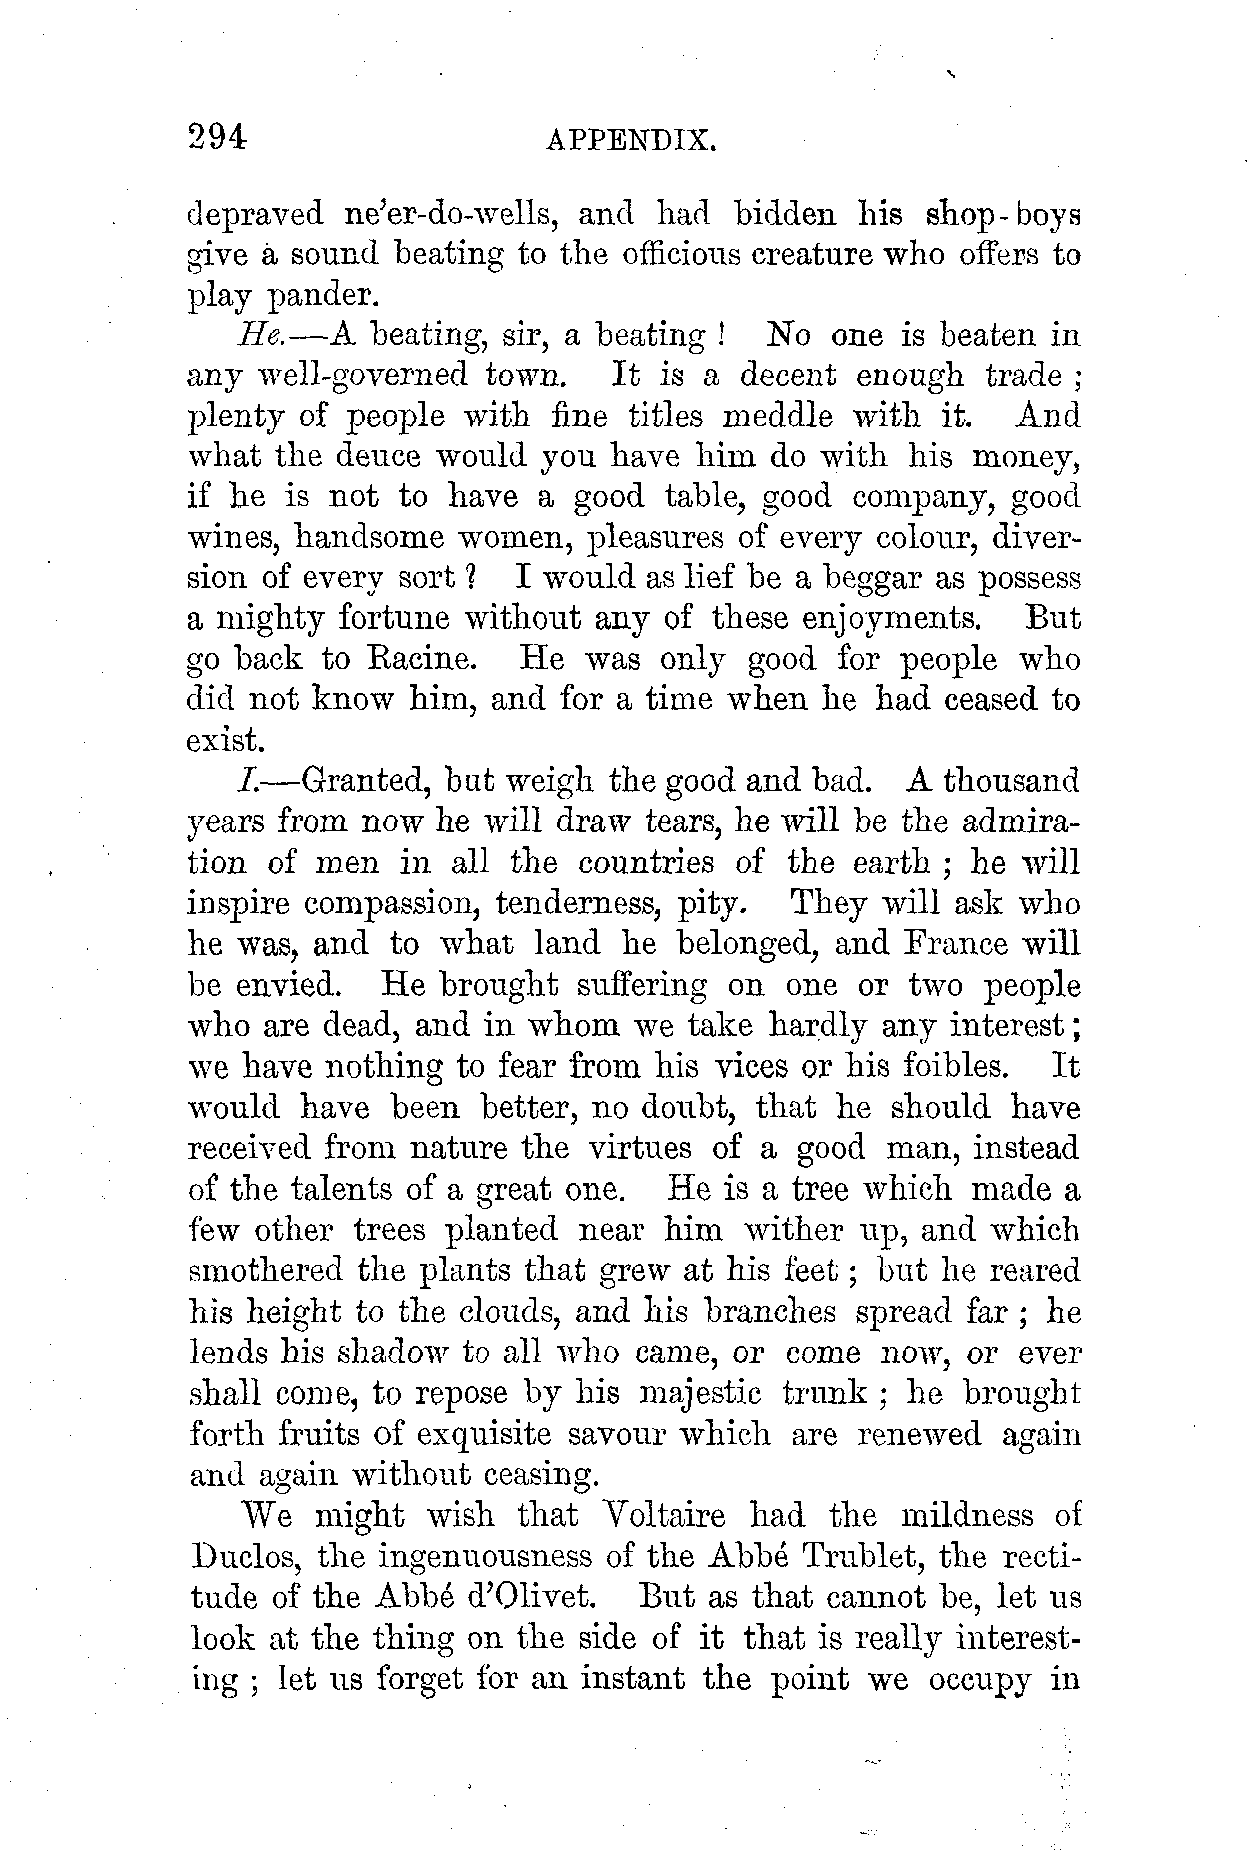 294 APPENDIX.
depraved ne'er-do-wells, and had bidden his shop-boys
give a sound beating to the officious creature who offers to
play pander.
He.—A beating, sir, a beating! No one is beaten in
any well-governed town. It is a decent enough trade;
plenty of people with fine titles meddle with it. And
what the deuce would you have him do with his money,
if he is not to have a good table, good company, good
wines, handsome women, pleasures of every colour, diver-
sion of every sort? I would as lief be a beggar as possess
a mighty fortune without any of these enjoyments. But
go back to Racine. He was only good for people who
did not know him, and for a time when he had ceased to
exist.
I.—Granted, but weigh the good and bad. A thousand
years from now he will draw tears, he will be the admira-
tion of men in all the countries of the earth; he will
inspire compassion, tenderness, pity. They will ask who
he was, and to what land he belonged, and France will
be envied. He brought suffering on one or two people
who are dead, and in whom we take hardly any interest;
we have nothing to fear from his vices or his foibles. It
would have been better, no doubt, that he should have
received from nature the virtues of a good man, instead
of the talents of a great one. He is a tree which made a
few other trees planted near him wither up, and which
smothered the plants that grew at his feet; but he reared
his height to the clouds, and his branches spread far; he
lends his shadow to all who came, or come now, or ever
shall come, to repose by his majestic trunk; he brought
forth fruits of exquisite savour which are renewed again
and again without ceasing.
We might wish that Voltaire had the mildness of
Duclos, the ingenuousness of the Abbé Trublet, the recti-
tude of the Abbé d'Olivet. But as that cannot be, let us
look at the thing on the side of it that is really interest-
ing; let us forget for an instant the point we occupy in